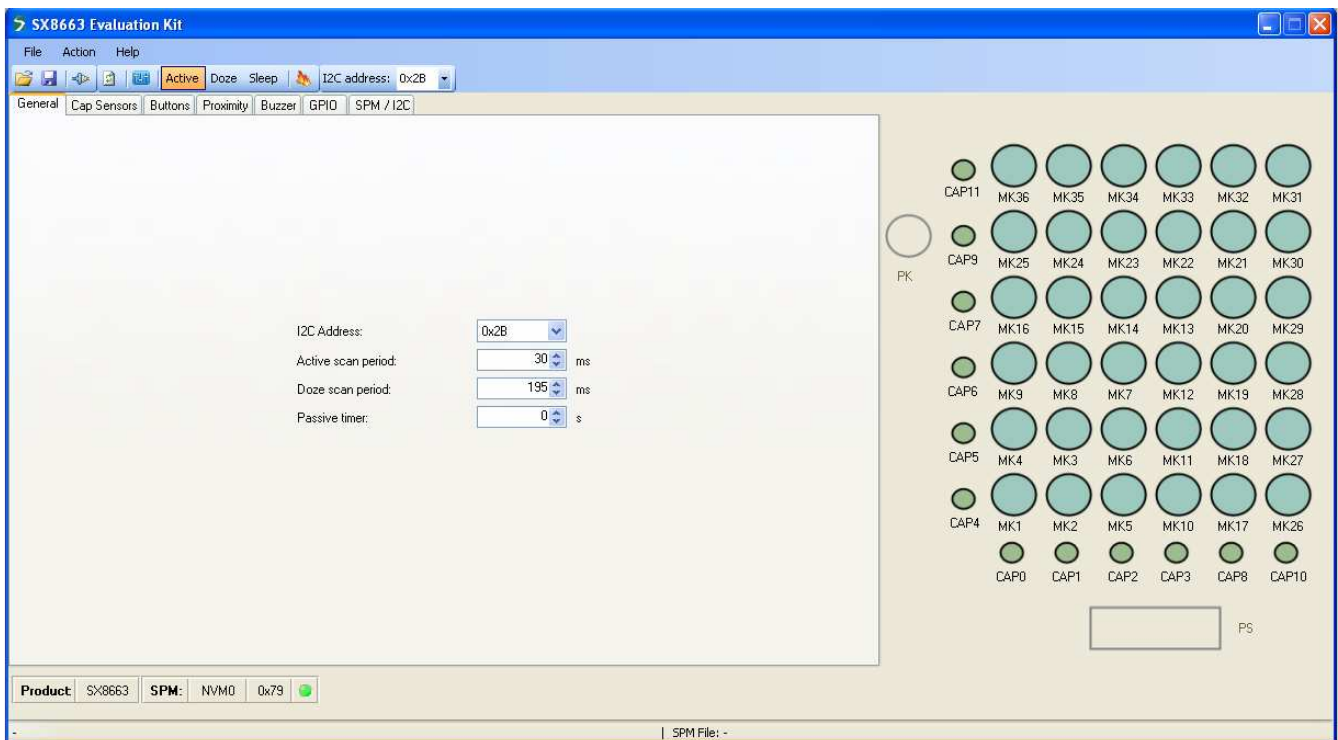 SX8663 Evaluation Kit
File Action Help
Active Doze Sleep I2C address: 0x2B
General Cap Sensors Buttons Proximity Buzzer GPIO SPM / I2C
I2C Address: 0x2B
Active scan period: 30 ms
Doze scan period: 195 ms
Passive timer: 0 s
PK
CAP11 MK36 MK35 MK34 MK33 MK32 MK31
CAP9 MK25 MK24 MK23 MK22 MK21 MK30
CAP7 MK16 MK15 MK14 MK13 MK20 MK29
CAP6 MK9 MK8 MK7 MK12 MK19 MK28
CAP5 MK4 MK3 MK6 MK11 MK18 MK27
CAP4 MK1 MK2 MK5 MK10 MK17 MK26
CAP0 CAP1 CAP2 CAP3 CAP8 CAP10
PS
Product: SX8663 SPM: NVM0 0x79
- | SPM File: -